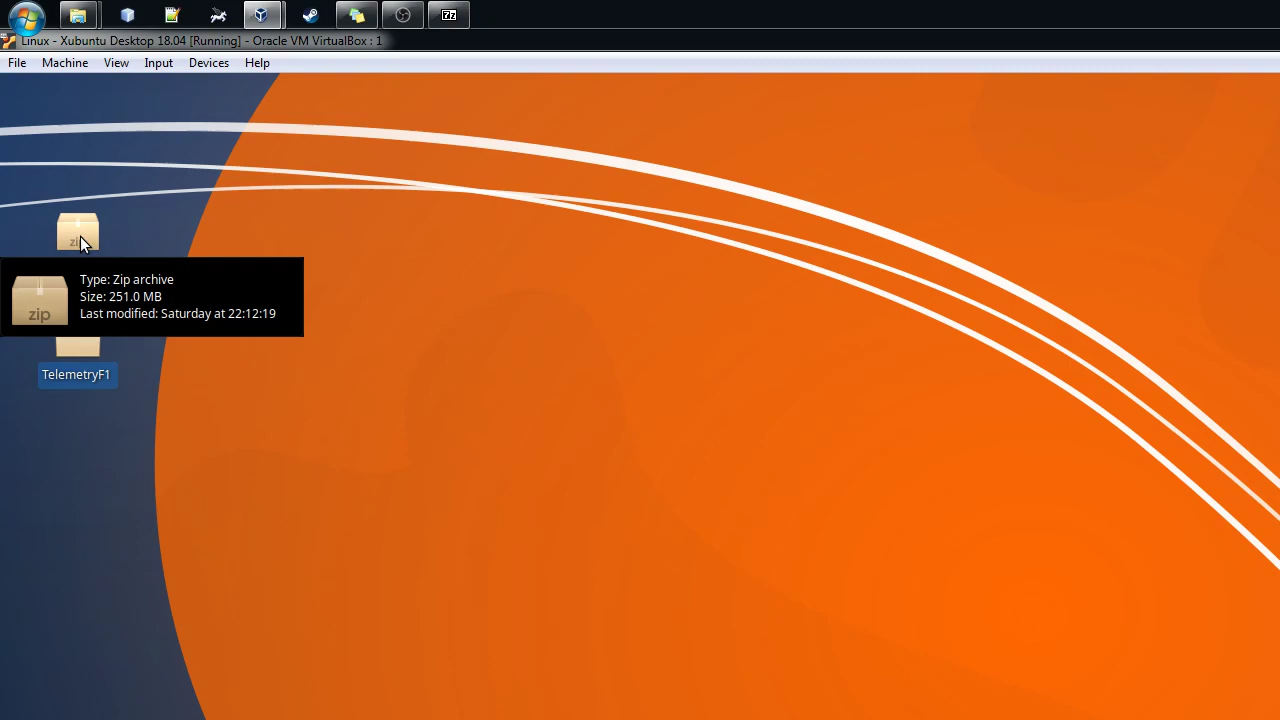 Linux - Xubuntu Desktop 18.04 [Running] - Oracle VM VirtualBox : 1
File Machine View Input Devices Help
zip
Type: Zip archive
Size: 251.0 MB
Last modified: Saturday at 22:12:19
zip
TelemetryF1